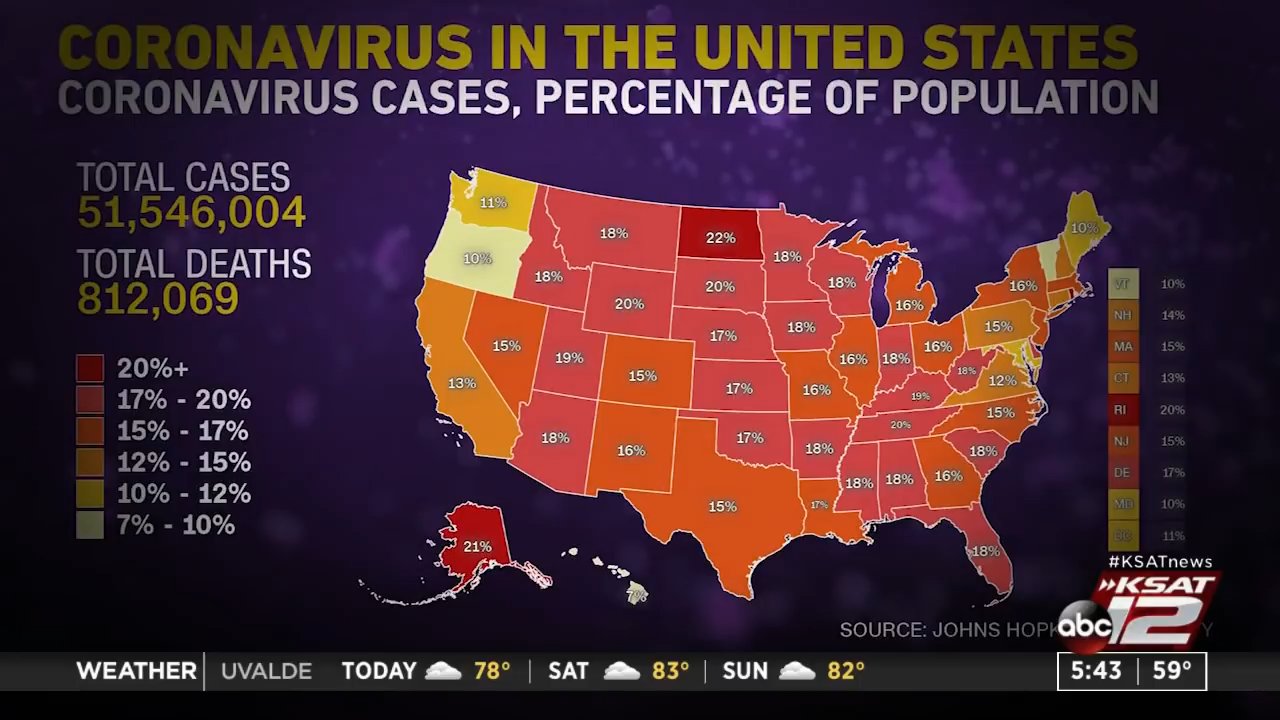 CORONAVIRUS IN THE UNITED STATES
CORONAVIRUS CASES, PERCENTAGE OF POPULATION
TOTAL CASES
51,546,004
TOTAL DEATHS
812,069
20%+
17% - 20%
15% - 17%
12% - 15%
10% - 12%
7% - 10%
11%
10%
18%
22%
18%
10%
18%
20%
20%
18%
16%
16%
17%
18%
15%
15%
19%
15%
16%
18%
16%
13%
17%
16%
18%
12%
19%
18%
16%
17%
18%
20%
15%
18%
18%
18%
16%
18%
15%
17%
18%
21%
7%
VT 10%
NH 14%
MA 15%
CT 13%
RI 20%
NJ 15%
DE 17%
MD 10%
11%
#KSATnews
KSAT
abc 12
SOURCE: JOHNS
WEATHER UVALDE TODAY 78° SAT 83° SUN 82° 5:43 59°